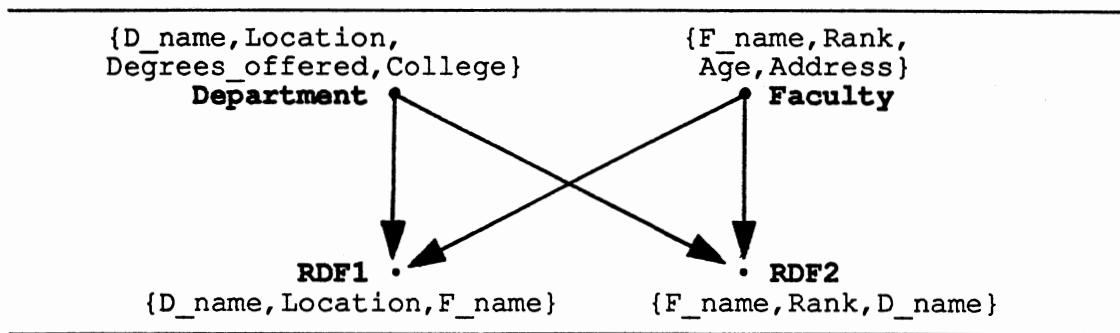 {D_name,Location,
Degrees_offered,College}
Department
{F_name,Rank,
Age,Address}
Faculty
RDF1
{D_name,Location,F_name}
RDF2
{F_name,Rank,D_name}